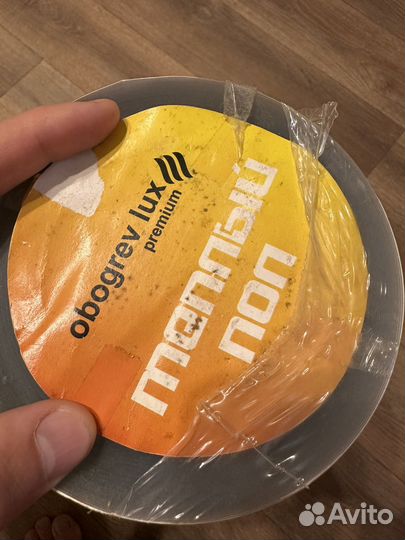 obogrev lux
premium
теплый
пол
Avito